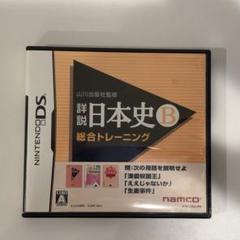 山川出版社監修
詳説
日本史B
総合トレーニング
NINTENDO DS
問:次の用語を説明せよ
「漢委奴国王」
「ええじゃないか」
「生麦事件」
namco
A